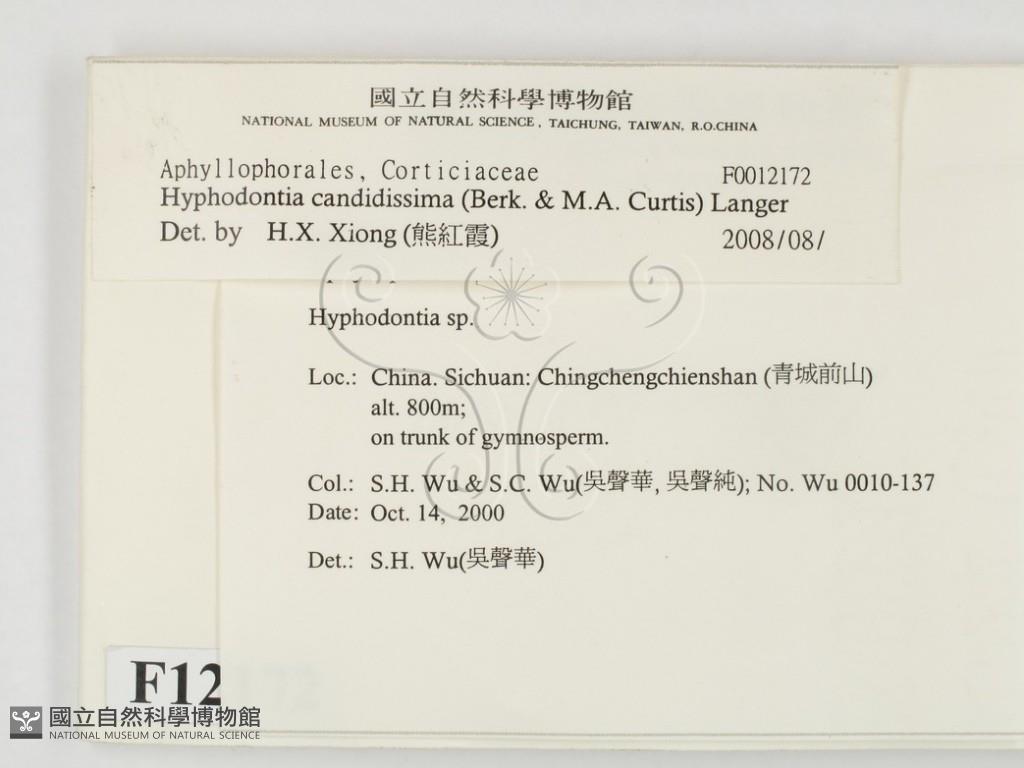 國立自然科學博物館
NATIONAL MUSEUM OF NATURAL SCIENCE, TAICHUNG, TAIWAN, R.O.CHINA
Aphyllophorales, Corticiaceae F0012172
Hyphodontia candidissima (Berk. & M.A. Curtis) Langer
Det. by H.X. Xiong (熊紅霞) 2008/08/
Hyphodontia sp.
Loc.: China. Sichuan: Chingchengchienshan (青城前山)
alt. 800m;
on trunk of gymnosperm.
Col.: S.H. Wu & S.C. Wu(吳聲華, 吳聲純); No. Wu 0010-137
Date: Oct. 14, 2000
Det.: S.H. Wu(吳聲華)
F12172
國立自然科學博物館
NATIONAL MUSEUM OF NATURAL SCIENCE